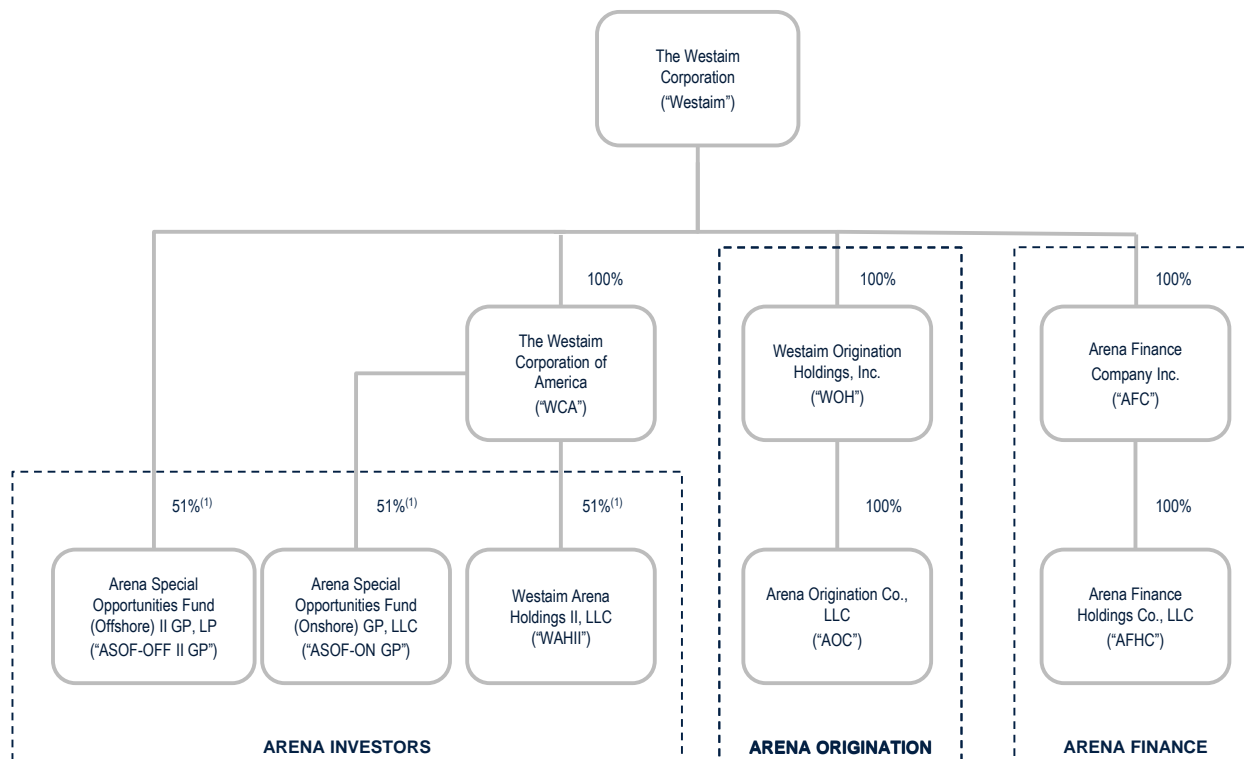 The Westaim
Corporation
(“Westaim”)
100%
100%
100%
The Westaim
Corporation of
America
(“WCA”)
Westaim Origination
Holdings, Inc.
(“WOH”)
Arena Finance
Company Inc.
(“AFC”)
51%(1)
51%(1)
51%(1)
100%
100%
Arena Special
Opportunities Fund
(Offshore) II GP, LP
(“ASOF-OFF II GP”)
Arena Special
Opportunities Fund
(Onshore) GP, LLC
(“ASOF-ON GP”)
Westaim Arena
Holdings II, LLC
(“WAHII”)
Arena Origination Co.,
LLC
(“AOC”)
Arena Finance
Holdings Co., LLC
(“AFHC”)
ARENA INVESTORS
ARENA ORIGINATION
ARENA FINANCE